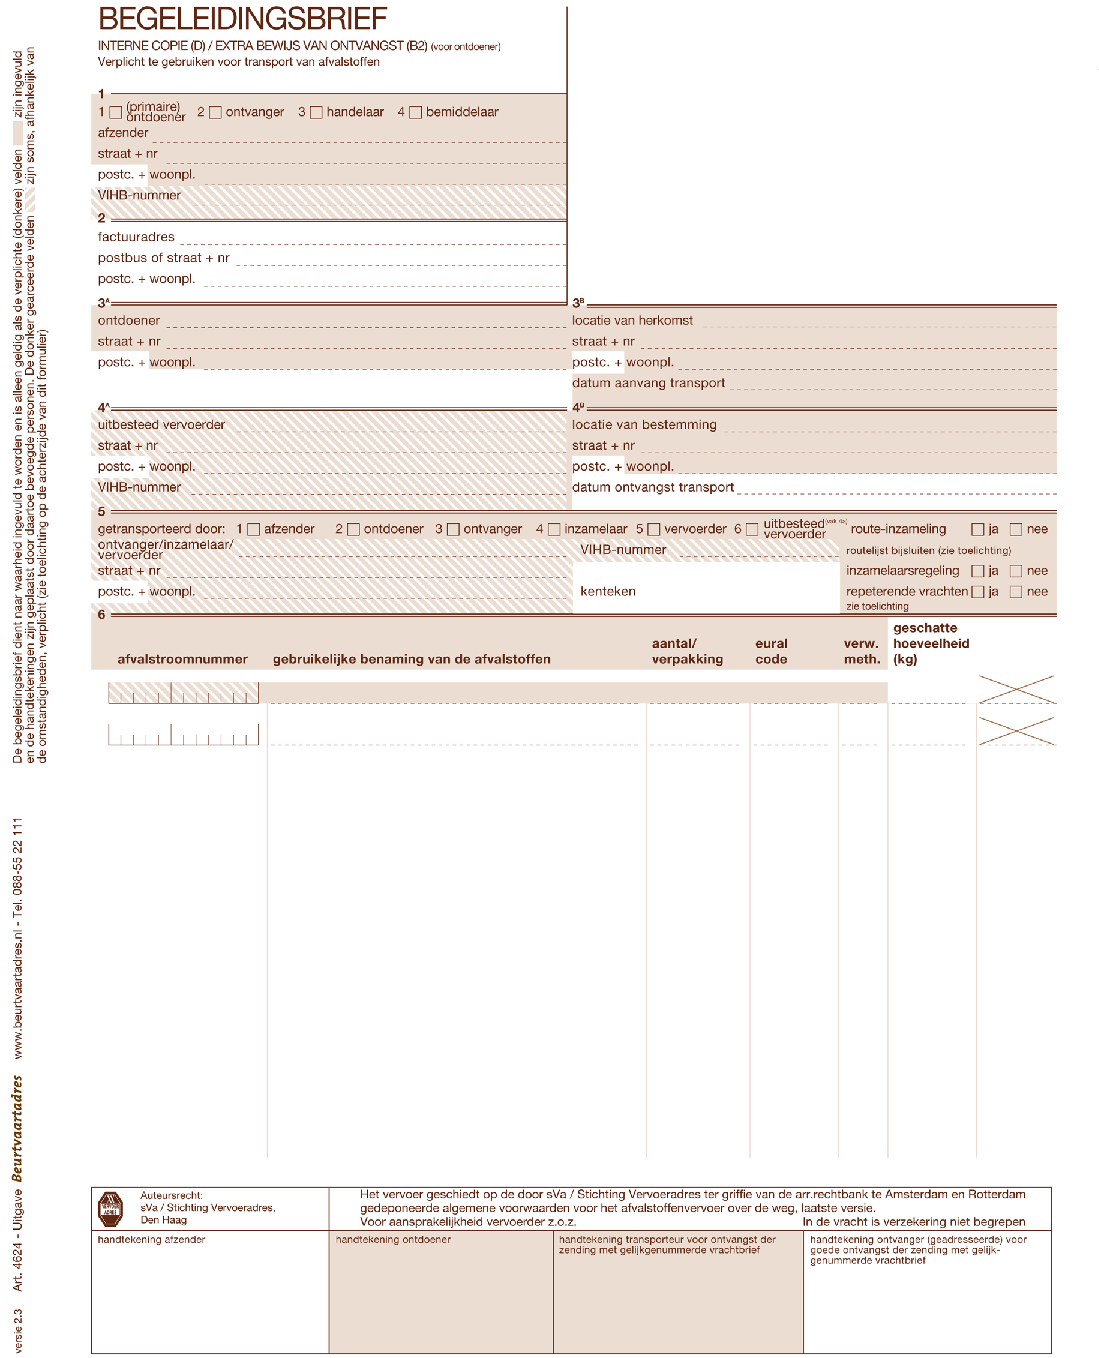 BEGELEIDINGSBRIEF
INTERNE COPIE (D) / EXTRA BEWIJS VAN ONTVANGST (B2) (voor ontdoener)
Verplicht te gebruiken voor transport van afvalstoffen
1
1 (primaire) ontdoener 2 ontvanger 3 handelaar 4 bemiddelaar
afzender
straat + nr
postc. + woonpl.
VIHB-nummer
2
factuuradres
postbus of straat + nr
postc. + woonpl.
3A
ontdoener
straat + nr
postc. + woonpl.
3B
locatie van herkomst
straat + nr
postc. + woonpl.
datum aanvang transport
4A
uitbesteed vervoerder
straat + nr
postc. + woonpl.
VIHB-nummer
4B
locatie van bestemming
straat + nr
postc. + woonpl.
datum ontvangst transport
5
getransporteerd door: 1 afzender 2 ontdoener 3 ontvanger 4 inzamelaar 5 vervoerder 6 uitbesteed (vak 4a) vervoerder route-inzameling ja nee
ontvanger/inzamelaar/
vervoerder
VIHB-nummer
routelijst bijsluiten (zie toelichting)
straat + nr
inzamelaarsregeling ja nee
postc. + woonpl.
kenteken
repeterende vrachten ja nee
zie toelichting
6
afvalstroomnummer
gebruikelijke benaming van de afvalstoffen
aantal/
verpakking
eural
code
verw.
meth.
geschatte
hoeveelheid
(kg)
Auteursrecht:
sVa / Stichting Vervoeradres,
Den Haag
Het vervoer geschiedt op de door sVa / Stichting Vervoeradres ter griffie van de arr.rechtbank te Amsterdam en Rotterdam
gedeponeerde algemene voorwaarden voor het afvalstoffenvervoer over de weg, laatste versie.
Voor aansprakelijkheid vervoerder z.o.z. In de vracht is verzekering niet begrepen
handtekening afzender
handtekening ontdoener
handtekening transporteur voor ontvangst der
zending met gelijkgenummerde vrachtbrief
handtekening ontvanger (geadresseerde) voor
goede ontvangst der zending met gelijk-
genummerde vrachtbrief
De begeleidingsbrief dient naar waarheid ingevuld te worden en is alleen geldig als de verplichte (donkere) velden zijn ingevuld
en de handtekeningen zijn geplaatst door daartoe bevoegde personen. De donker gearceerde velden zijn soms, afhankelijk van
de omstandigheden, verplicht (zie toelichting op de achterzijde van dit formulier)
versie 2.3 Art. 4624 - Uitgave Beurtvaartadres www.beurtvaartadres.nl - Tel. 088-55 22 111